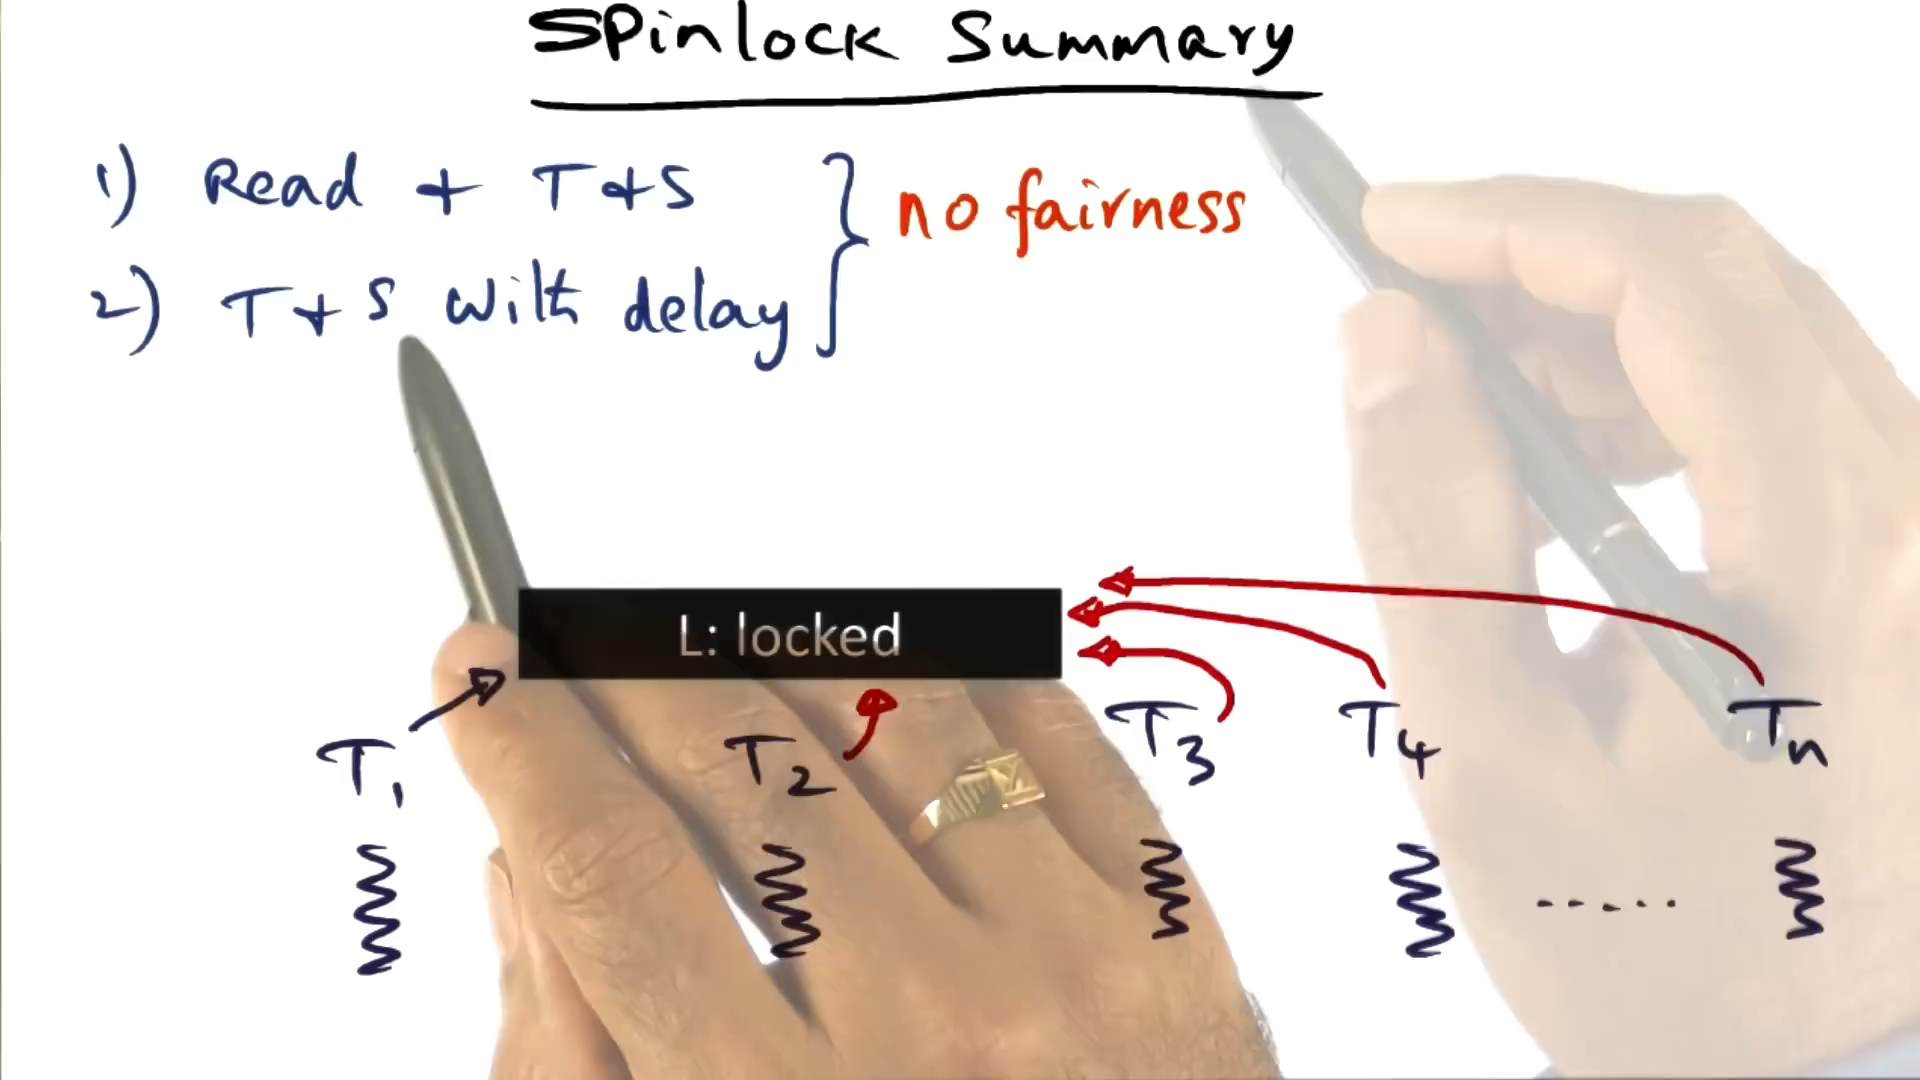 Spinlock Summary
1) Read + T+S
2) T+S with delay
no fairness
L: locked
T1 T2 T3 T4 ...... Tn